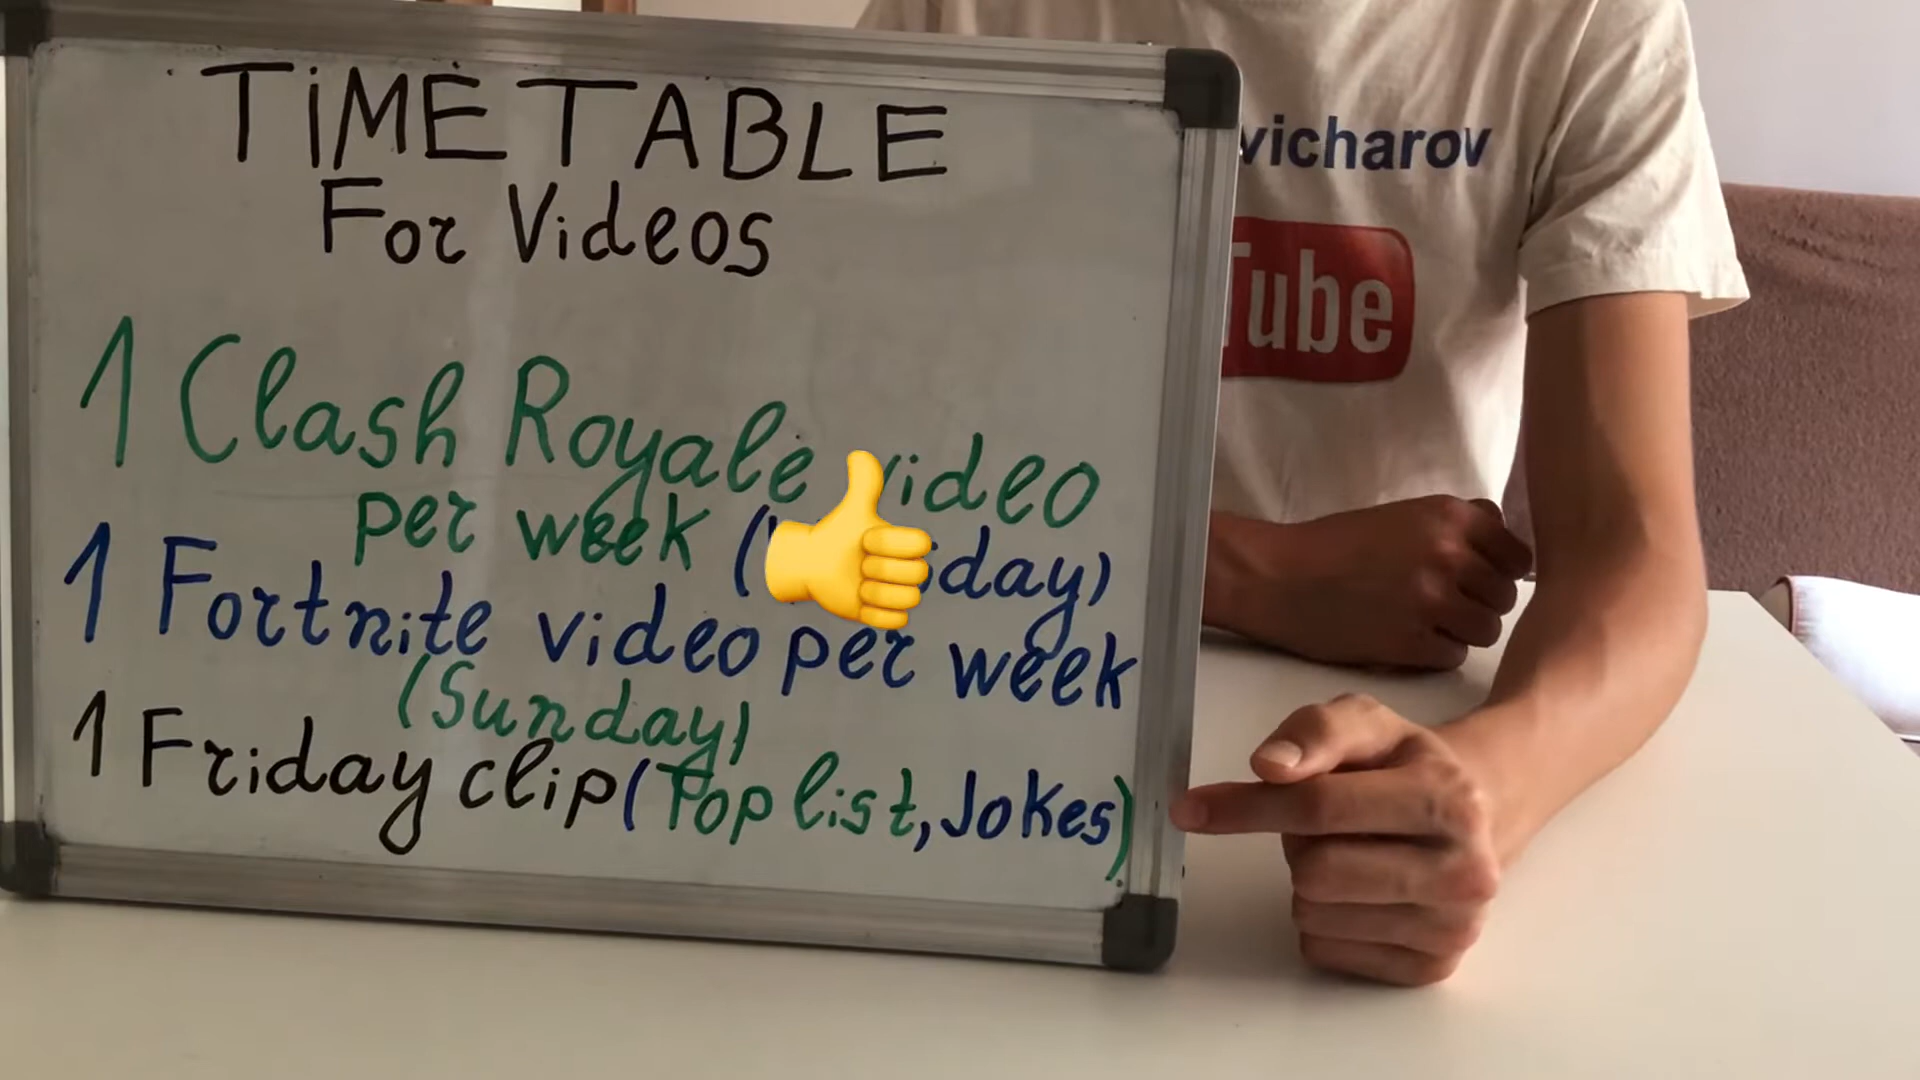 TIMETABLE
For Videos
1 Clash Royale video
per week
1 Fortnite video per week
(Sunday)
1 Friday clip (Top list, Jokes)
vicharov
Tube